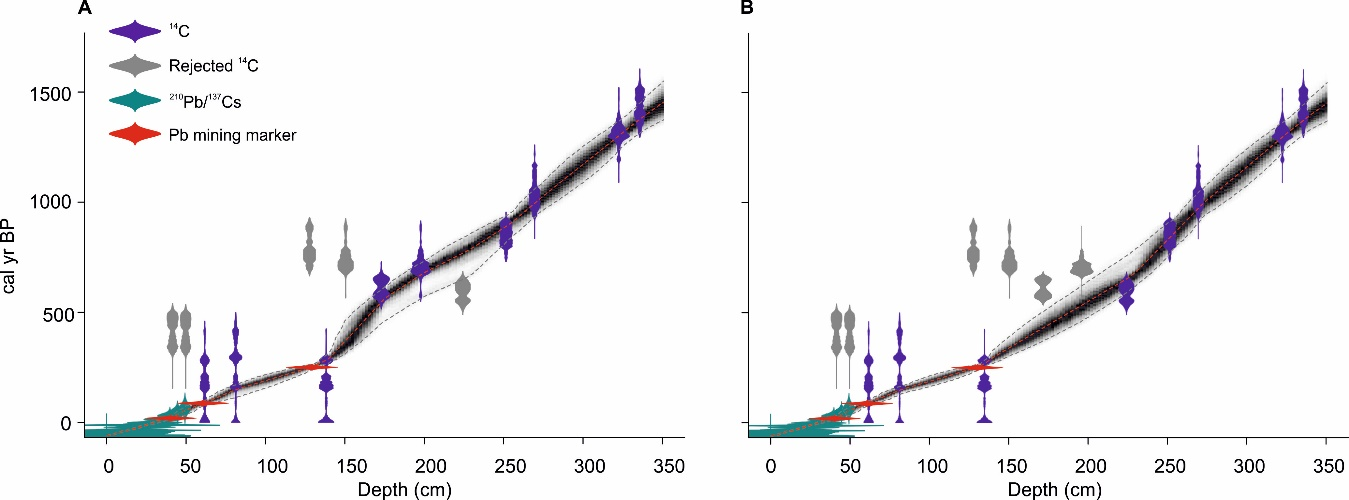 A
B
¹⁴C
Rejected ¹⁴C
²¹⁰Pb/¹³⁷Cs
Pb mining marker
1500
1000
500
0
cal yr BP
0 50 100 150 200 250 300 350
0 50 100 150 200 250 300 350
Depth (cm)
Depth (cm)